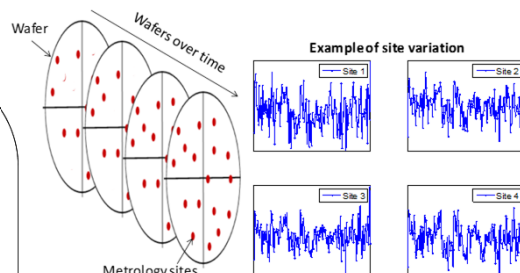 Wafer
Wafers over time
Example of site variation
Site 1
Site 2
Site 3
Site 4
Metrology sites